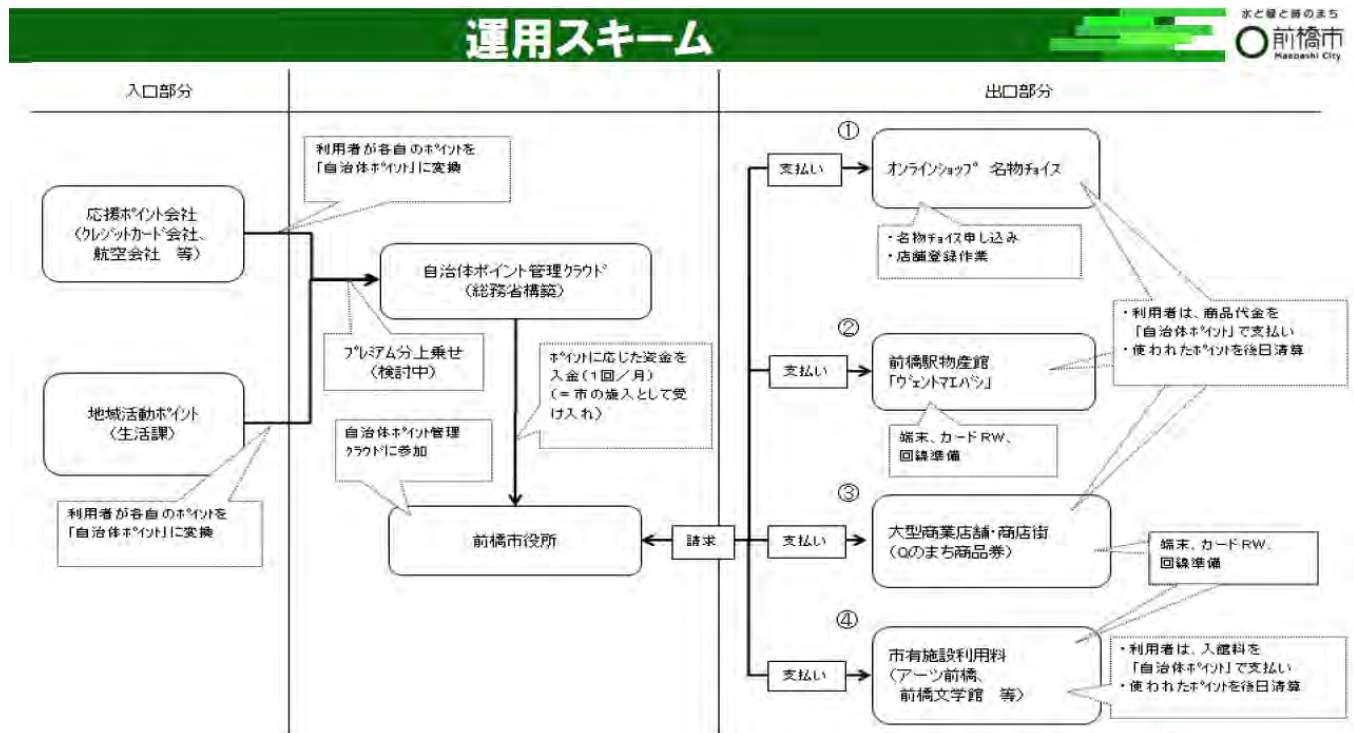 運用スキーム
水と緑と詩のまち
前橋市
Maebashi City
入口部分
出口部分
利用者が各自のポイントを
「自治体ポイント」に変換
応援ポイント会社
(クレジットカード会社、
航空会社 等)
自治体ポイント管理クラウド
(総務省構築)
プレミアム分上乗せ
(検討中)
ポイントに応じた資金を
入金(1回/月)
(=市の歳入として受
け入れ)
地域活動ポイント
(生活課)
利用者が各自のポイントを
「自治体ポイント」に変換
自治体ポイント管理
クラウドに参加
前橋市役所
請求
①
支払い
オンラインショップ 名物チョイス
・名物チョイス申し込み
・店舗登録作業
②
支払い
前橋駅物産館
「ヴェントマエバシ」
端末、カードRW、
回線準備
・利用者は、商品代金を
「自治体ポイント」で支払い
・使われたポイントを後日清算
③
支払い
大型商業店舗・商店街
(Qのまち商品券)
端末、カードRW、
回線準備
④
支払い
市有施設利用料
(アーツ前橋、
前橋文学館 等)
・利用者は、入館料を
「自治体ポイント」で支払い
・使われたポイントを後日清算